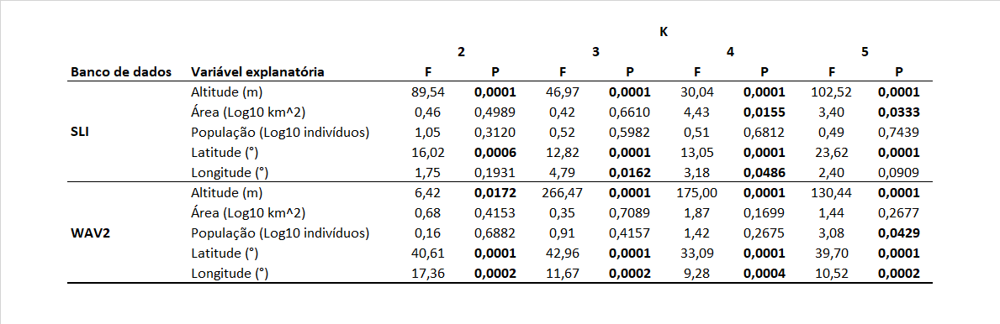 K
2 3 4 5
Banco de dados Variável explanatória F P F P F P F P
Altitude (m) 89,54 0,0001 46,97 0,0001 30,04 0,0001 102,52 0,0001
Área (Log10 km^2) 0,46 0,4989 0,42 0,6610 4,43 0,0155 3,40 0,0333
SLI População (Log10 indivíduos) 1,05 0,3120 0,52 0,5982 0,51 0,6812 0,49 0,7439
Latitude (°) 16,02 0,0006 12,82 0,0001 13,05 0,0001 23,62 0,0001
Longitude (°) 1,75 0,1931 4,79 0,0162 3,18 0,0486 2,40 0,0909
Altitude (m) 6,42 0,0172 266,47 0,0001 175,00 0,0001 130,44 0,0001
Área (Log10 km^2) 0,68 0,4153 0,35 0,7089 1,87 0,1699 1,44 0,2677
WAV2 População (Log10 indivíduos) 0,16 0,6882 0,91 0,4157 1,42 0,2675 3,08 0,0429
Latitude (°) 40,61 0,0001 42,96 0,0001 33,09 0,0001 39,70 0,0001
Longitude (°) 17,36 0,0002 11,67 0,0002 9,28 0,0004 10,52 0,0002